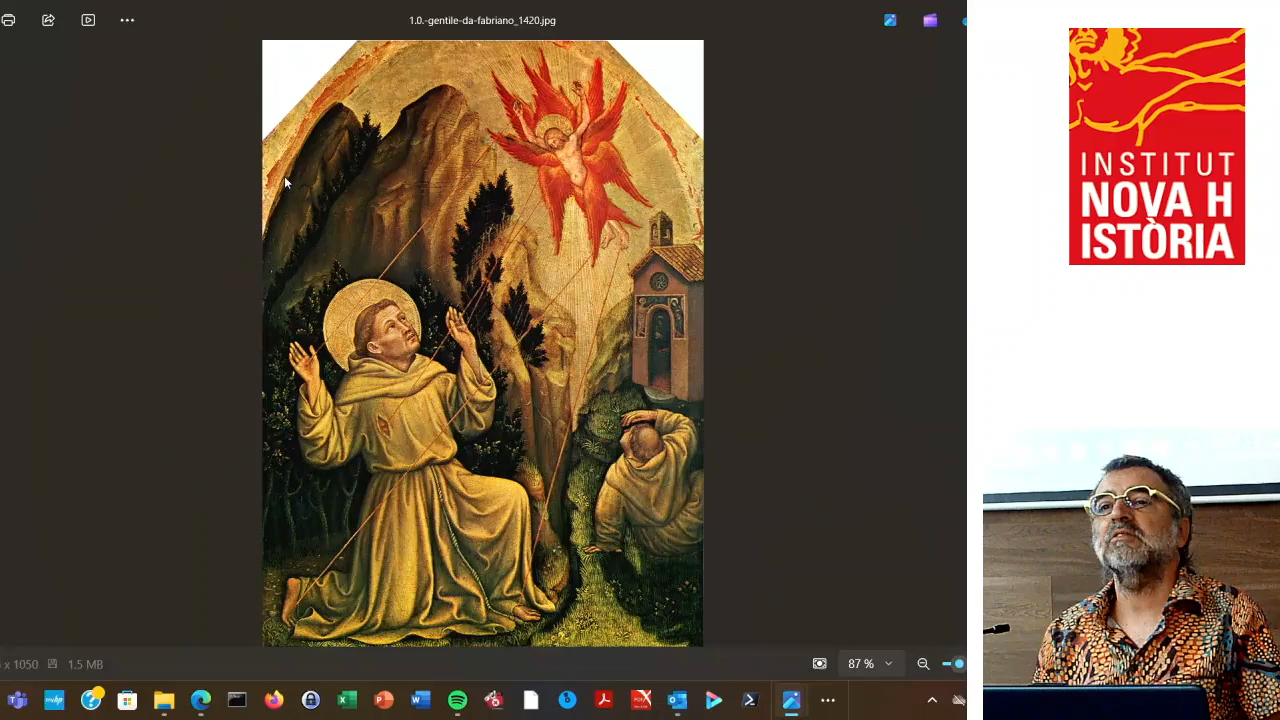 1.0.-gentile-da-fabriano_1420.jpg
INSTITUT
NOVA H
ISTÒRIA
x 1050
1.5 MB
87 %